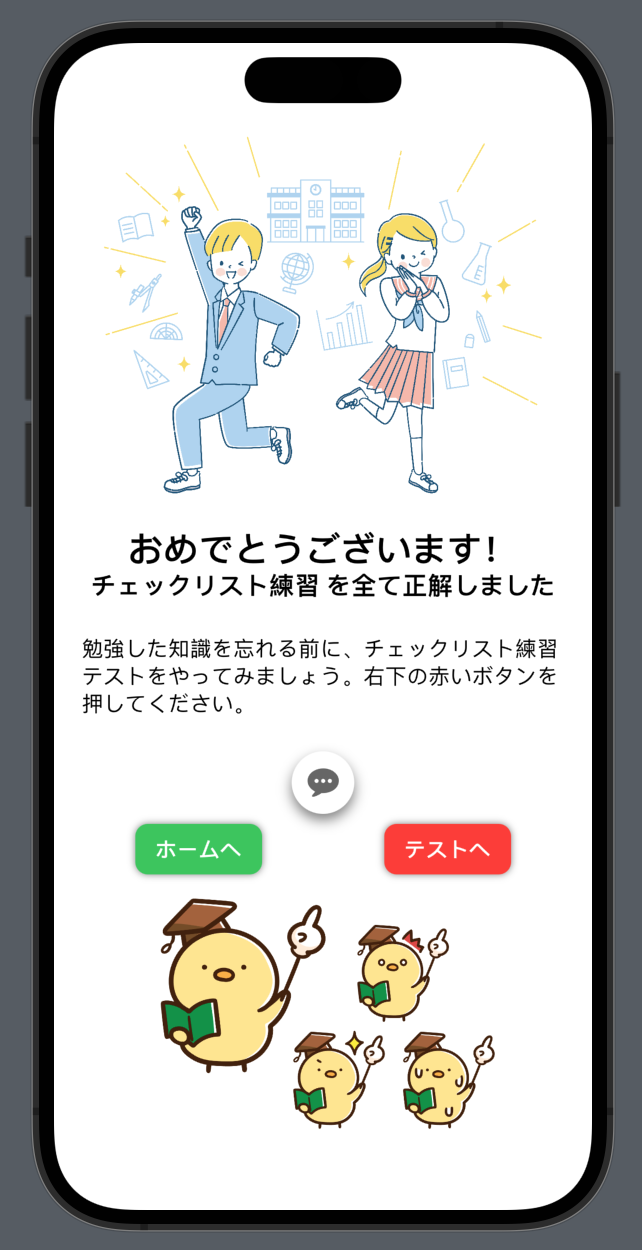 おめでとうございます!
チェックリスト練習 を全て正解しました
勉強した知識を忘れる前に、チェックリスト練習
テストをやってみましょう。右下の赤いボタンを
押してください。
ホームへ
テストへ